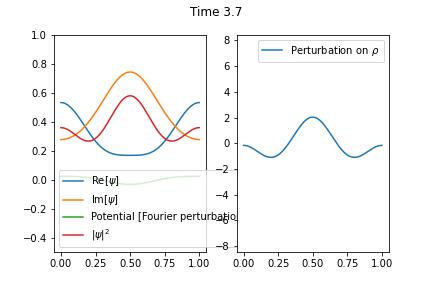 Time 3.7
1.0
0.8
0.6
0.4
0.2
0.0
−0.2
−0.4
0.00 0.25 0.50 0.75 1.00
Re[ψ]
Im[ψ]
Potential [Fourier perturbatio
|ψ|²
8
6
4
2
0
−2
−4
−6
−8
0.00 0.25 0.50 0.75 1.00
Perturbation on ρ